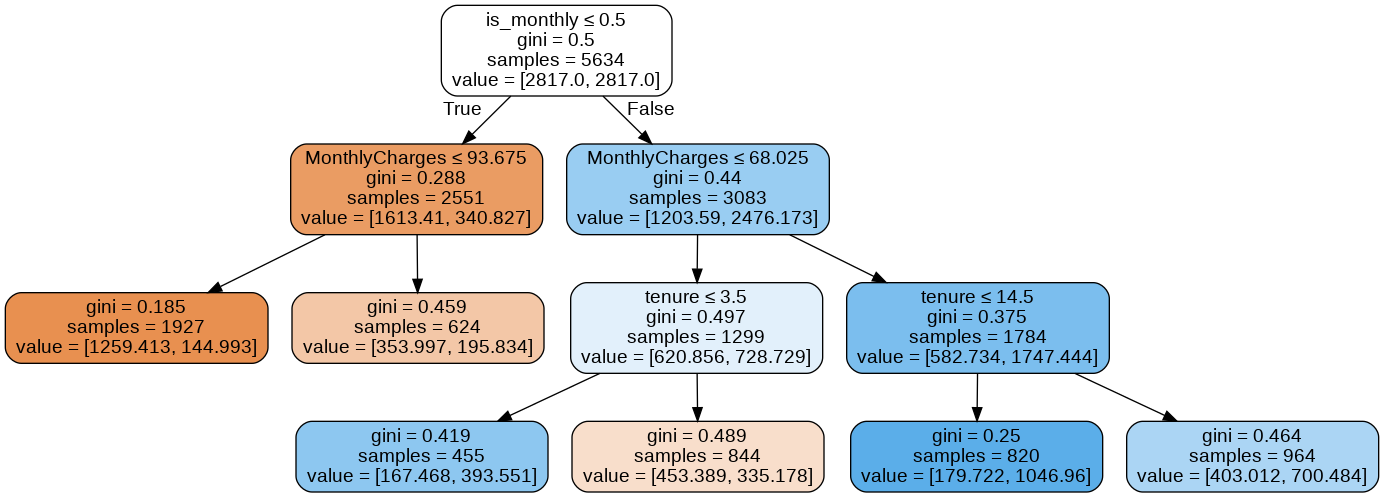 is_monthly ≤ 0.5
gini = 0.5
samples = 5634
value = [2817.0, 2817.0]
True
False
MonthlyCharges ≤ 93.675
gini = 0.288
samples = 2551
value = [1613.41, 340.827]
MonthlyCharges ≤ 68.025
gini = 0.44
samples = 3083
value = [1203.59, 2476.173]
gini = 0.185
samples = 1927
value = [1259.413, 144.993]
gini = 0.459
samples = 624
value = [353.997, 195.834]
tenure ≤ 3.5
gini = 0.497
samples = 1299
value = [620.856, 728.729]
tenure ≤ 14.5
gini = 0.375
samples = 1784
value = [582.734, 1747.444]
gini = 0.419
samples = 455
value = [167.468, 393.551]
gini = 0.489
samples = 844
value = [453.389, 335.178]
gini = 0.25
samples = 820
value = [179.722, 1046.96]
gini = 0.464
samples = 964
value = [403.012, 700.484]